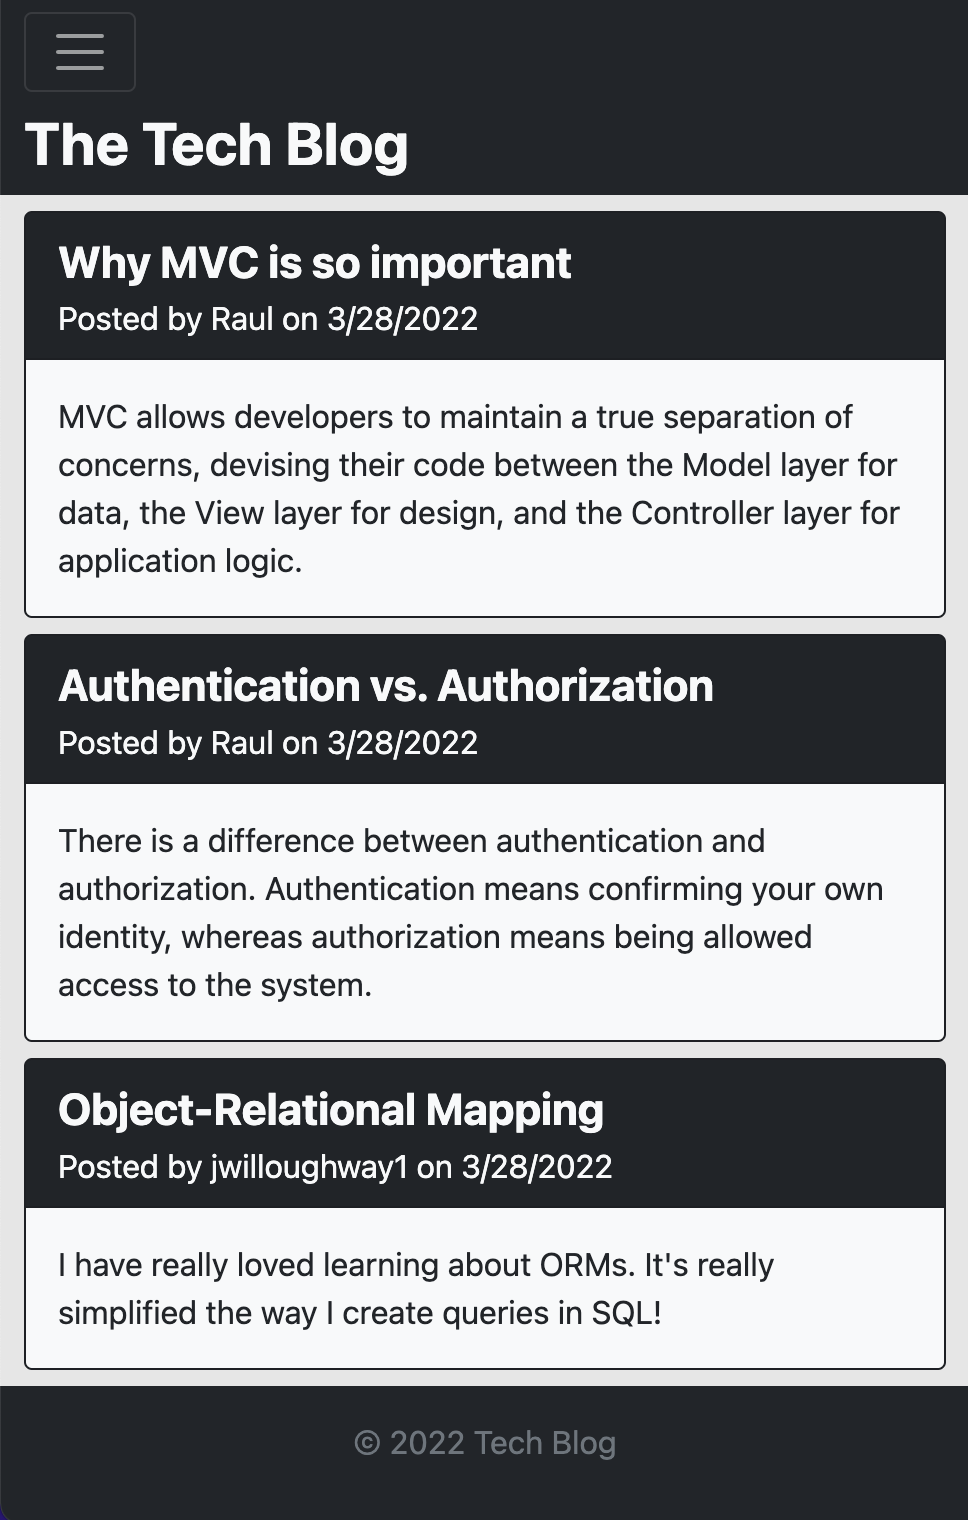 The Tech Blog
Why MVC is so important
Posted by Raul on 3/28/2022
MVC allows developers to maintain a true separation of
concerns, devising their code between the Model layer for
data, the View layer for design, and the Controller layer for
application logic.
Authentication vs. Authorization
Posted by Raul on 3/28/2022
There is a difference between authentication and
authorization. Authentication means confirming your own
identity, whereas authorization means being allowed
access to the system.
Object-Relational Mapping
Posted by jwilloughway1 on 3/28/2022
I have really loved learning about ORMs. It's really
simplified the way I create queries in SQL!
© 2022 Tech Blog